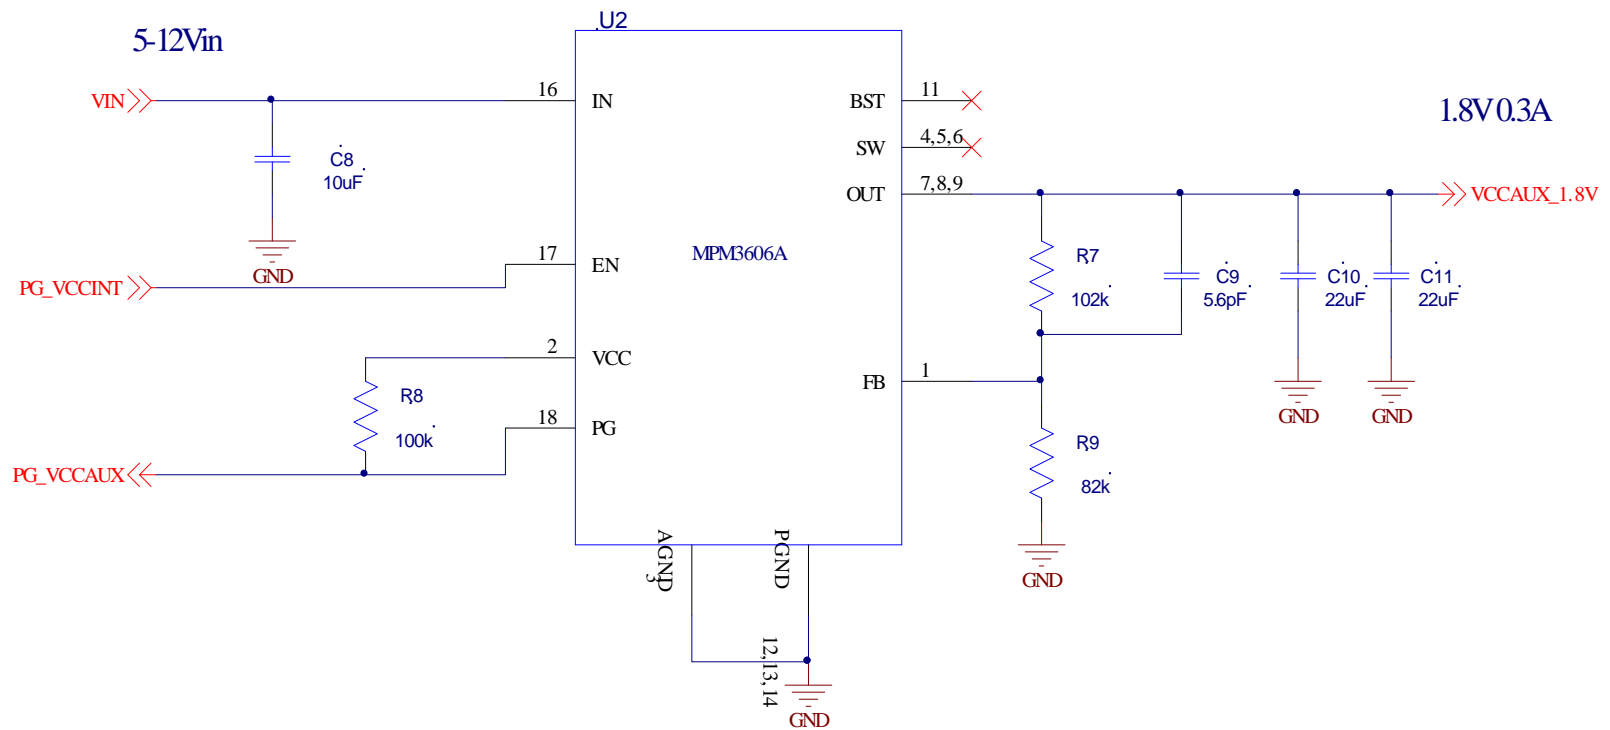 5-12Vin
U2
VIN
16
IN
BST
11
1.8V 0.3A
SW
4,5,6
C8
10uF
OUT
7,8,9
VCCAUX_1.8V
GND
17
EN
MPM3606A
R7
102k
C9
5.6pF
C10
22uF
C11
22uF
PG_VCCINT
2
VCC
FB
1
R8
100k
18
PG
GND
GND
R9
82k
PG_VCCAUX
AGND
3
PGND
GND
12,13,14
GND